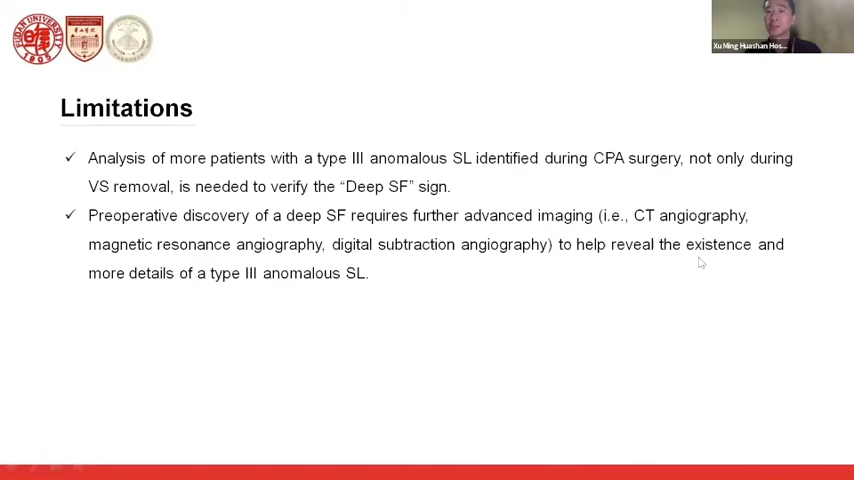 FUDAN UNIVERSITY
1905
Xu Ming Huashan Hos...
Limitations
✓ Analysis of more patients with a type III anomalous SL identified during CPA surgery, not only during
VS removal, is needed to verify the “Deep SF” sign.
✓ Preoperative discovery of a deep SF requires further advanced imaging (i.e., CT angiography,
magnetic resonance angiography, digital subtraction angiography) to help reveal the existence and
more details of a type III anomalous SL.